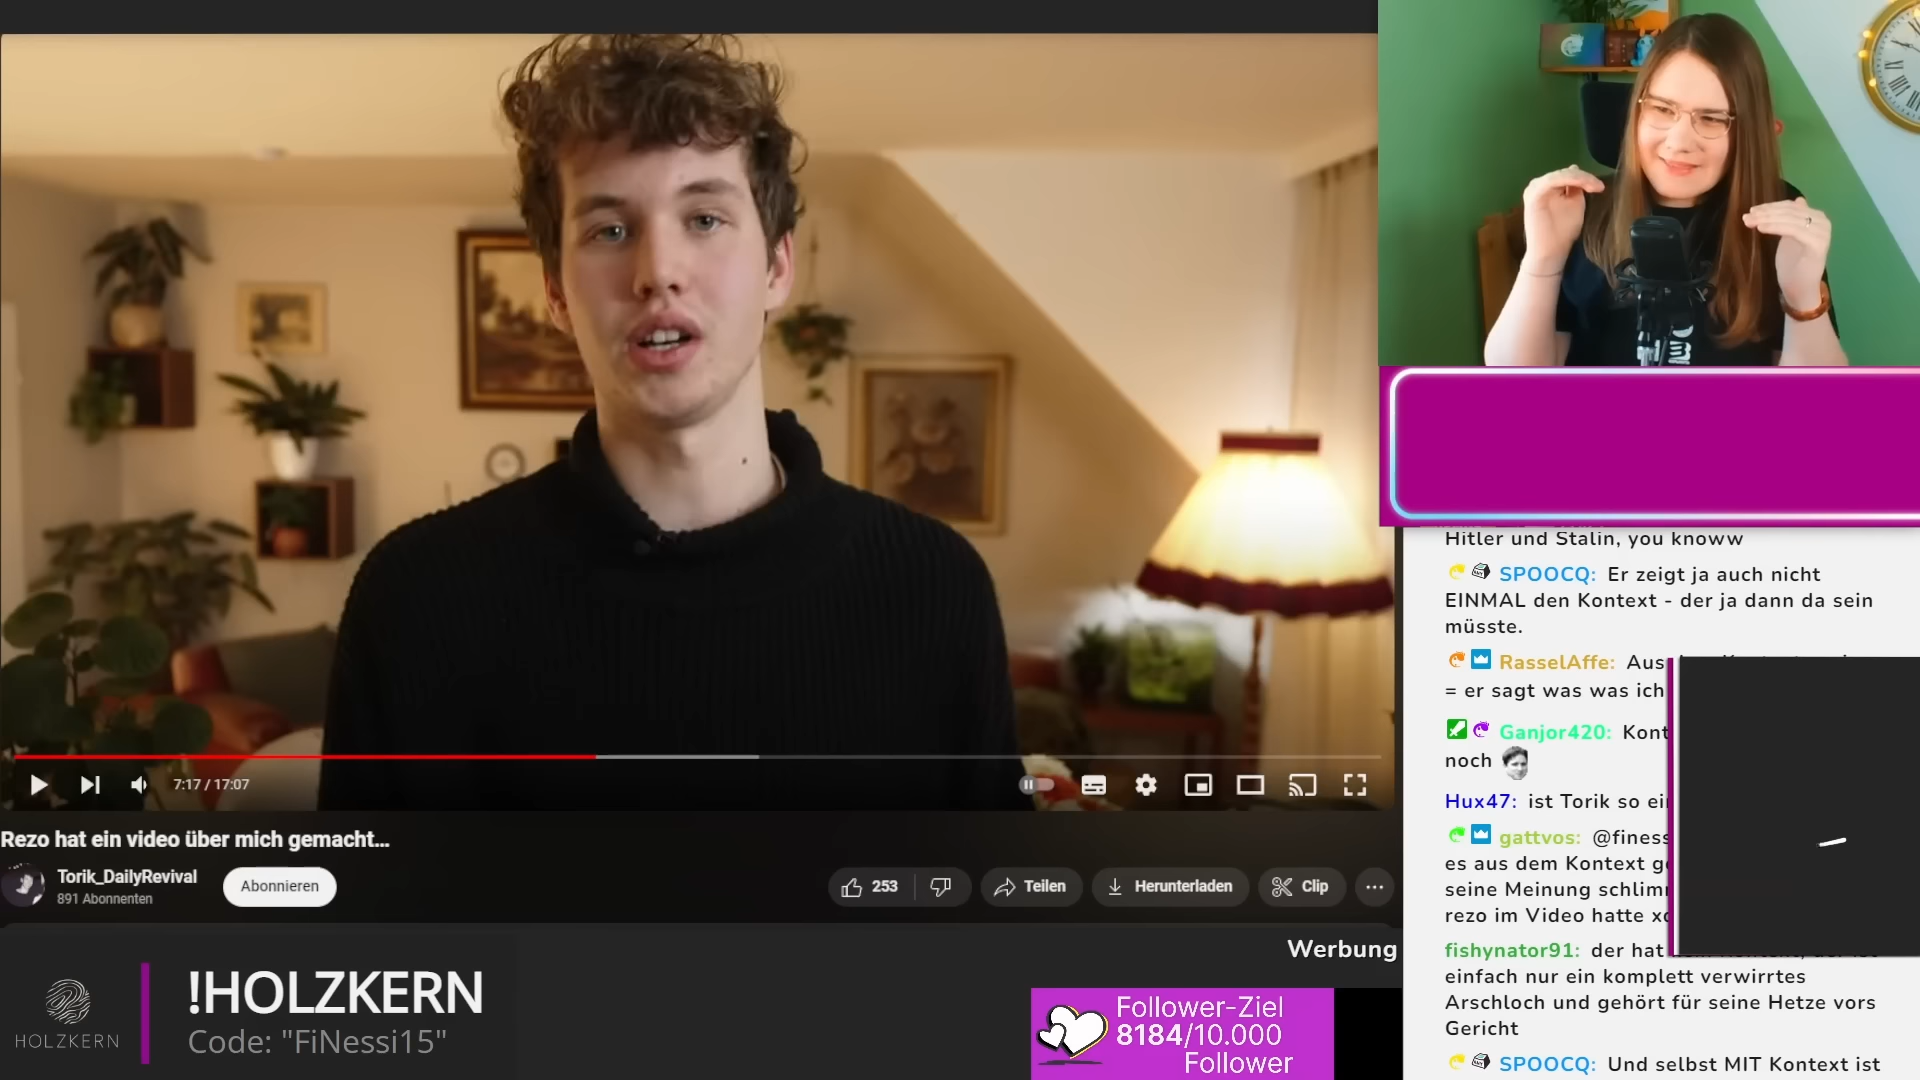 7:17 / 17:07
Rezo hat ein video über mich gemacht...
Torik_DailyRevival
891 Abonnenten
Abonnieren
253
Teilen
Herunterladen
Clip
Werbung
HOLZKERN
!HOLZKERN
Code: "FiNessi15"
Follower-Ziel
8184/10.000
Follower
Hitler und Stalin, you knoww
SPOOCQ: Er zeigt ja auch nicht
EINMAL den Kontext - der ja dann da sein
müsste.
RasselAffe: Aus
= er sagt was was ich
Ganjor420: Kont
noch
Hux47: ist Torik so ei
gattvos: @finess
es aus dem Kontext ge
seine Meinung schlim
rezo im Video hatte xd
fishynator91: der hat
einfach nur ein komplett verwirrtes
Arschloch und gehört für seine Hetze vors
Gericht
SPOOCQ: Und selbst MIT Kontext ist